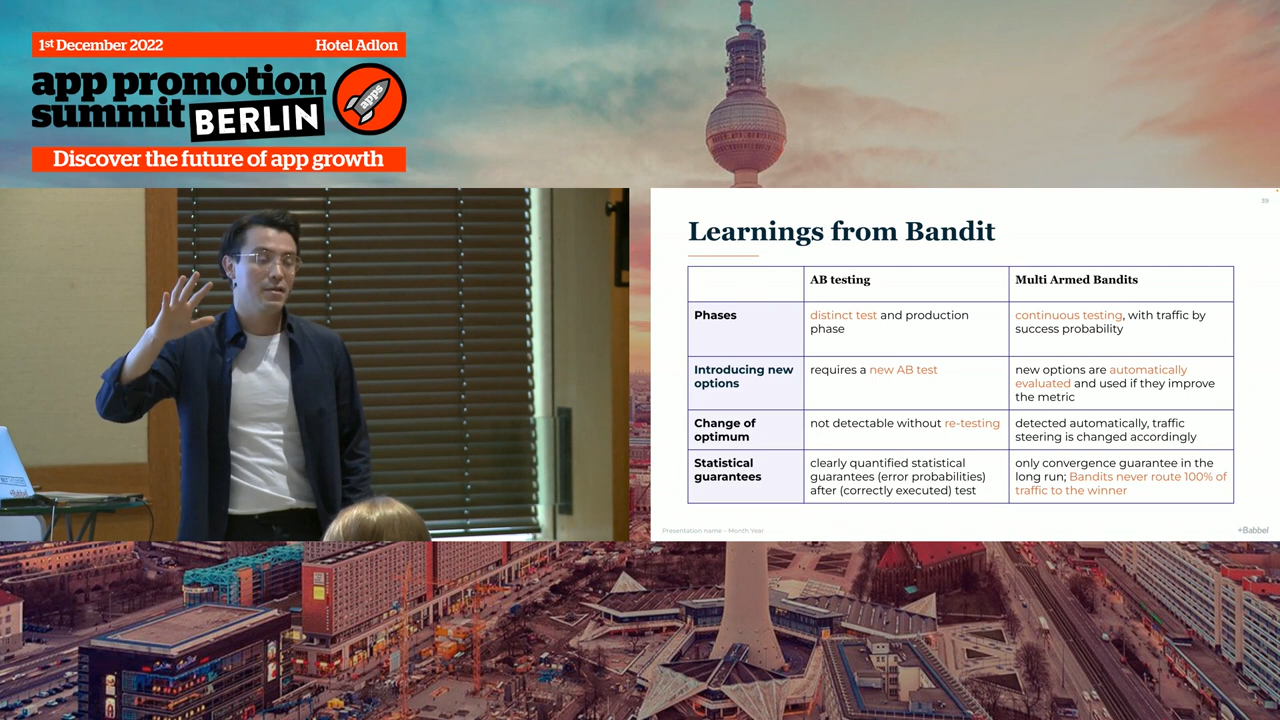 1st December 2022 Hotel Adlon
app promotion
summit BERLIN
apps
Discover the future of app growth
39
Learnings from Bandit
AB testing
Multi Armed Bandits
Phases
distinct test and production
phase
continuous testing, with traffic by
success probability
Introducing new
options
requires a new AB test
new options are automatically
evaluated and used if they improve
the metric
Change of
optimum
not detectable without re-testing
detected automatically, traffic
steering is changed accordingly
Statistical
guarantees
clearly quantified statistical
guarantees (error probabilities)
after (correctly executed) test
only convergence guarantee in the
long run; Bandits never route 100% of
traffic to the winner
Presentation name – Month Year
+Babbel
+Babbel